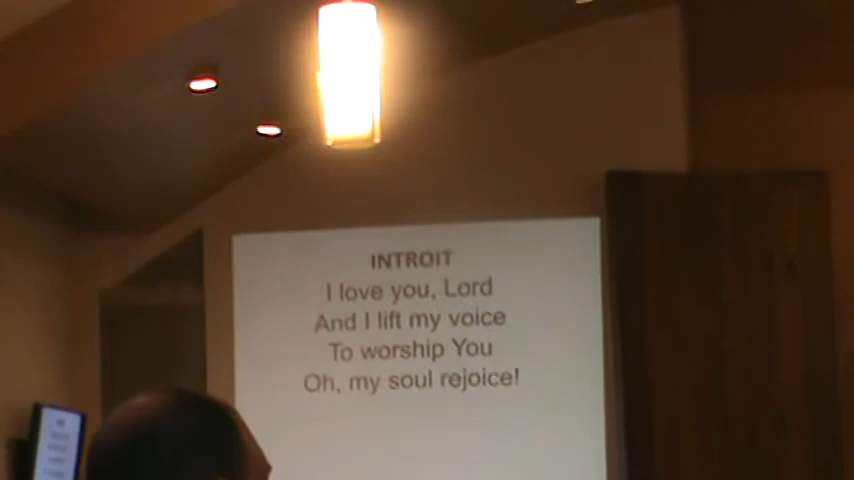 INTROIT
I love you, Lord
And I lift my voice
To worship You
Oh, my soul rejoice!